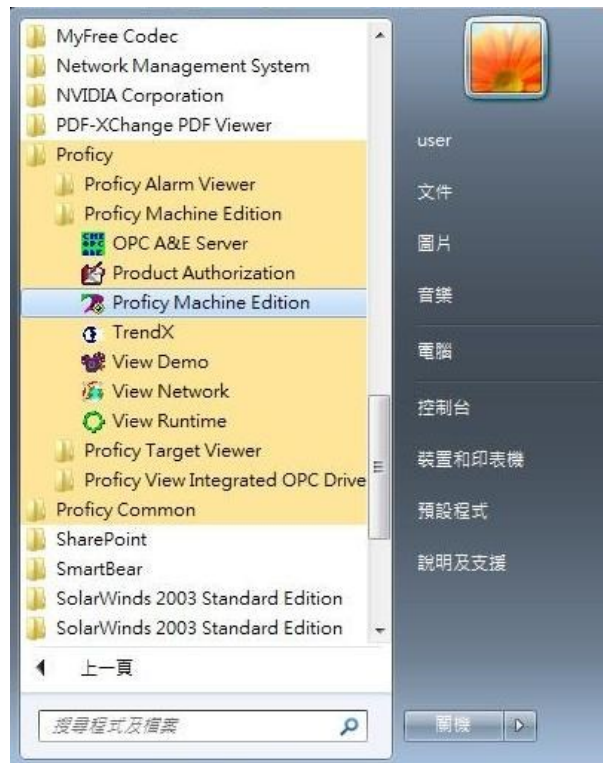 MyFree Codec
Network Management System
NVIDIA Corporation
PDF-XChange PDF Viewer
Proficy
Proficy Alarm Viewer
Proficy Machine Edition
OPC A&E Server
Product Authorization
Proficy Machine Edition
TrendX
View Demo
View Network
View Runtime
Proficy Target Viewer
Proficy View Integrated OPC Drive
Proficy Common
SharePoint
SmartBear
SolarWinds 2003 Standard Edition
SolarWinds 2003 Standard Edition
上一頁
搜尋程式及檔案
user
文件
圖片
音樂
電腦
控制台
裝置和印表機
預設程式
說明及支援
關機